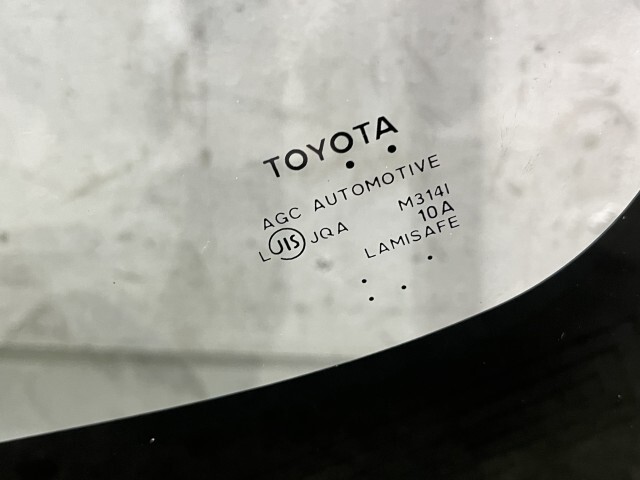 TOYOTA
AGC AUTOMOTIVE
L JIS JQA M314I
10A
LAMISAFE